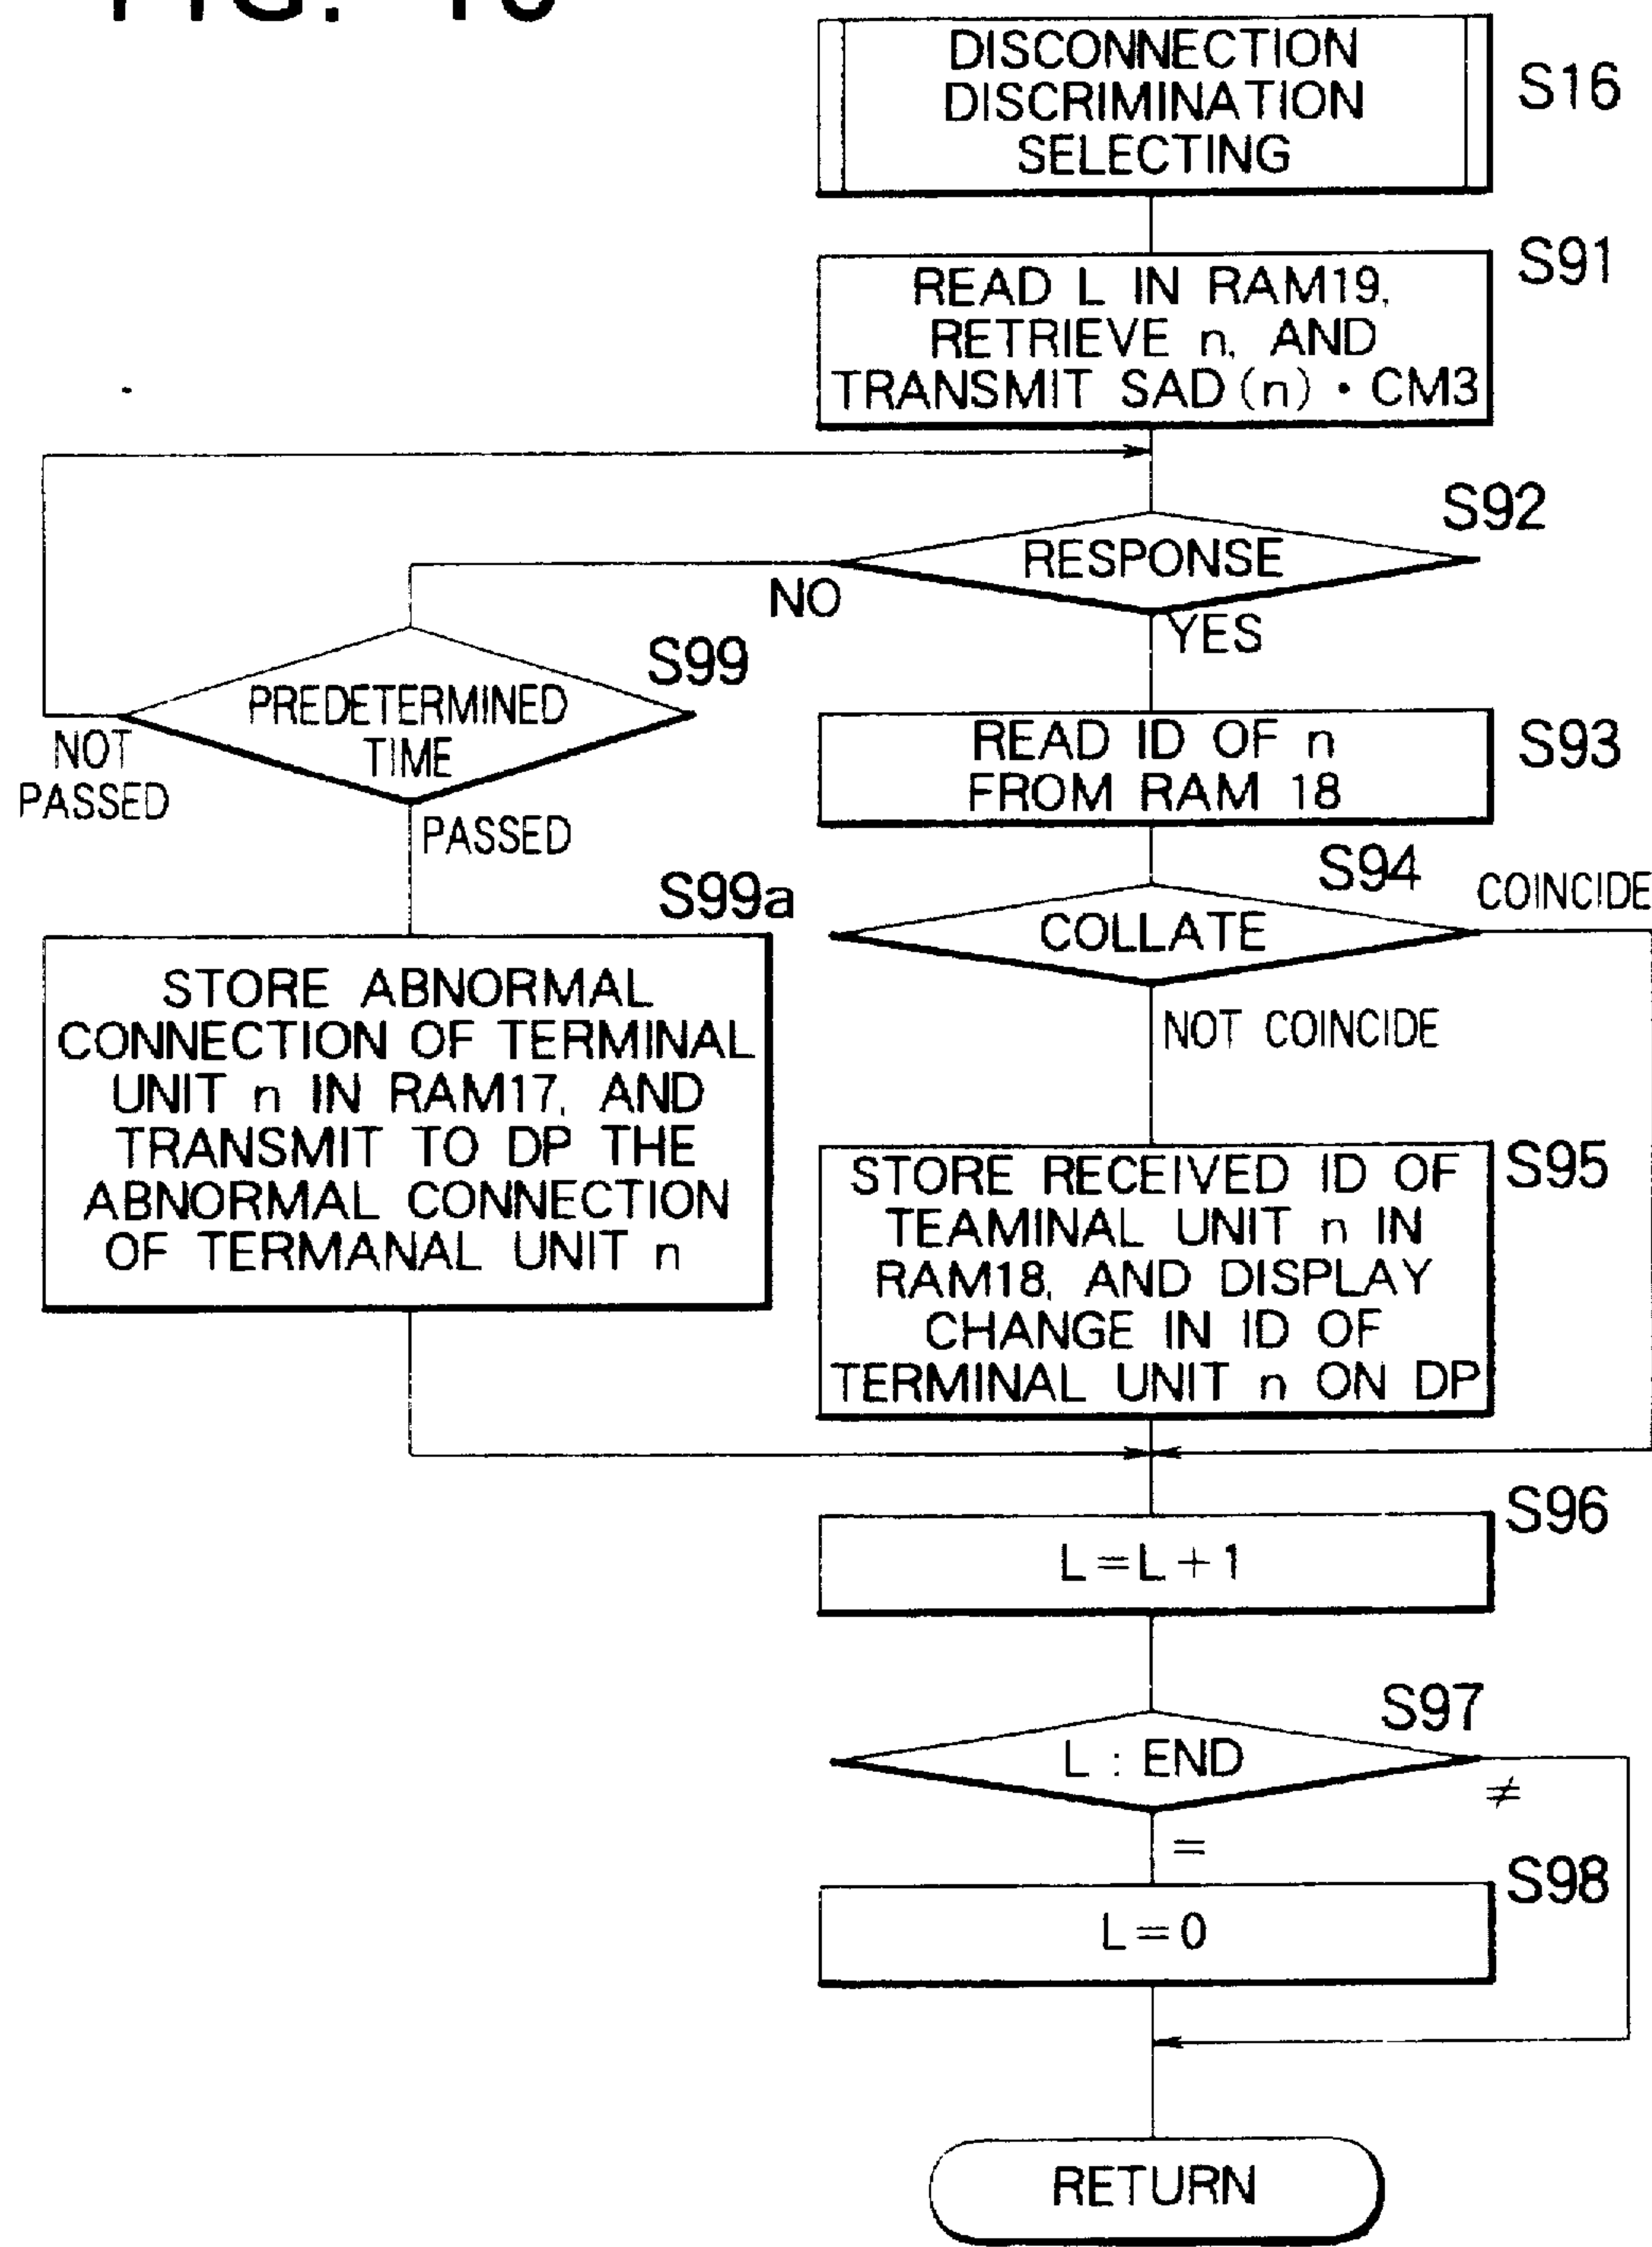 DISCONNECTION
DISCRIMINATION
SELECTING
S16
S91
READ L IN RAM19,
RETRIEVE n, AND
TRANSMIT SAD(n)・CM3
S92
RESPONSE
NO
YES
S99
PREDETERMINED
TIME
NOT
PASSED
PASSED
READ ID OF n
FROM RAM 18
S93
S94
COINCIDE
COLLATE
NOT COINCIDE
S99a
STORE ABNORMAL
CONNECTION OF TERMINAL
UNIT n IN RAM17, AND
TRANSMIT TO DP THE
ABNORMAL CONNECTION
OF TERMANAL UNIT n
S95
STORE RECEIVED ID OF
TEAMINAL UNIT n IN
RAM18, AND DISPLAY
CHANGE IN ID OF
TERMINAL UNIT n ON DP
S96
L=L+1
S97
L : END
≠
=
S98
L=0
RETURN